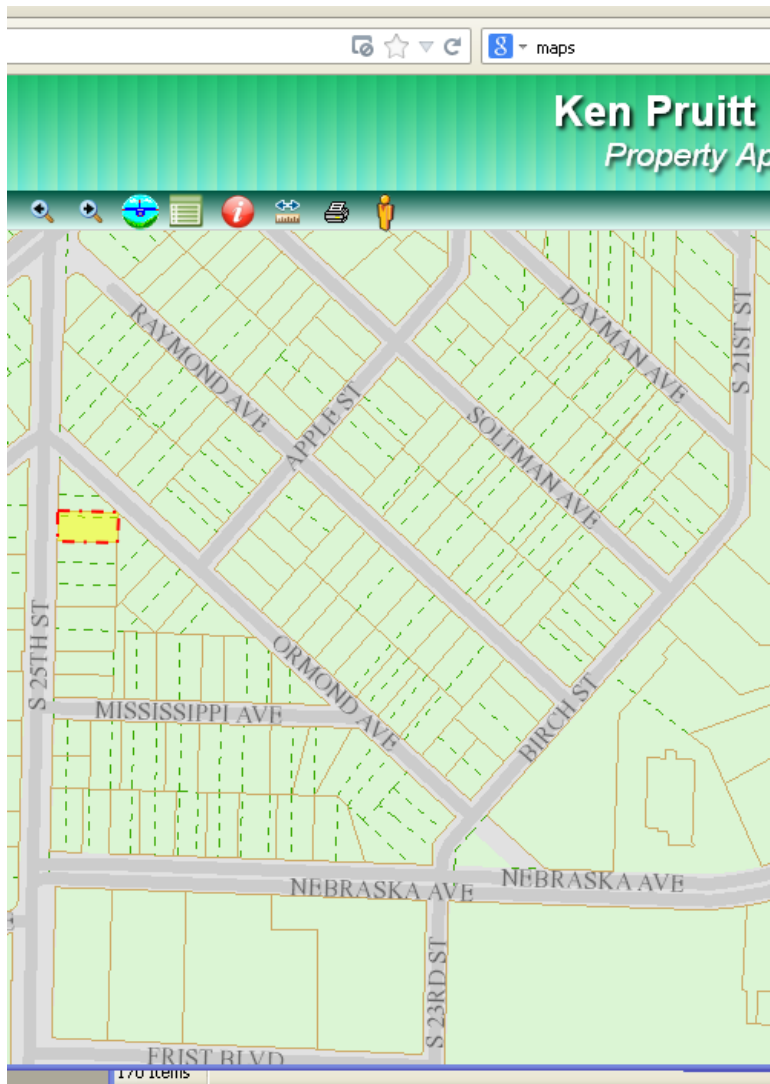 maps
Ken Pruitt
Property Ap
DAYMAN AVE
S 21ST ST
RAYMOND AVE
APPLE ST
SOLTMAN AVE
S 25TH ST
ORMOND AVE
MISSISSIPPI AVE
BIRCH ST
NEBRASKA AVE
NEBRASKA AVE
S 23RD ST
FRIST BLVD
170 items